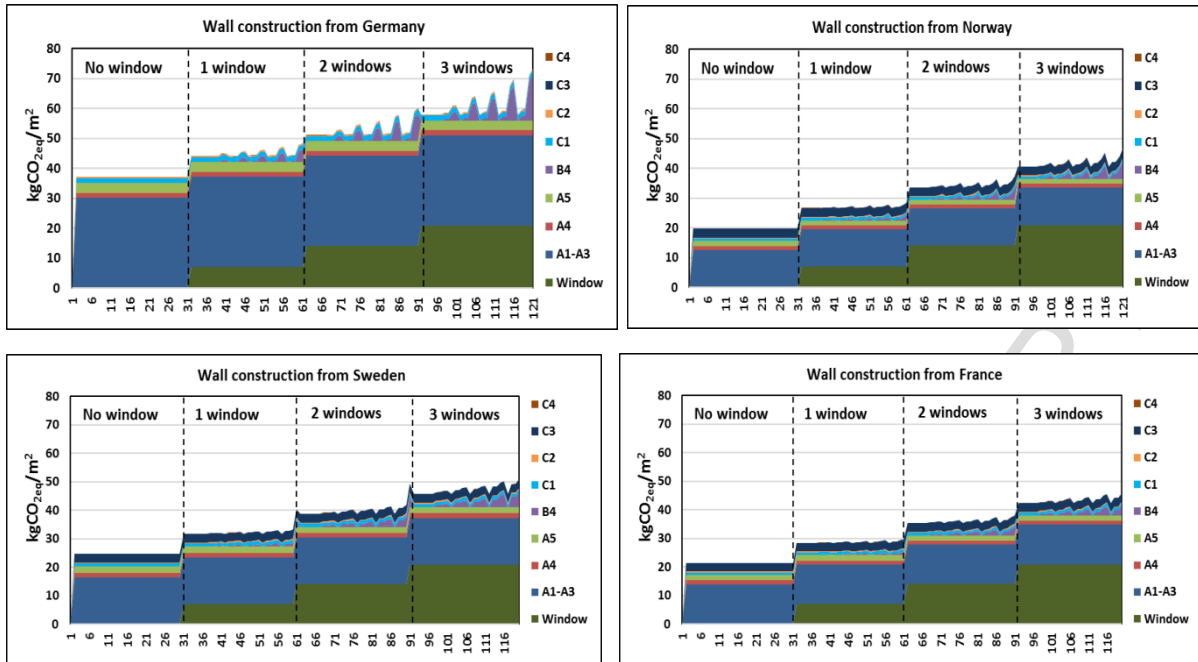 Wall construction from Germany
kgCO2eq/m2
80
70
60
50
40
30
20
10
0
No window
1 window
2 windows
3 windows
1 6 11 16 21 26 31 36 41 46 51 56 61 66 71 76 81 86 91 96 101 106 111 116 121
C4
C3
C2
C1
B4
A5
A4
A1-A3
Window
Wall construction from Norway
kgCO2eq/m2
80
70
60
50
40
30
20
10
0
No window
1 window
2 windows
3 windows
1 6 11 16 21 26 31 36 41 46 51 56 61 66 71 76 81 86 91 96 101 106 111 116 121
C4
C3
C2
C1
B4
A5
A4
A1-A3
Window
Wall construction from Sweden
kgCO2eq/m2
80
70
60
50
40
30
20
10
0
No window
1 window
2 windows
3 windows
1 6 11 16 21 26 31 36 41 46 51 56 61 66 71 76 81 86 91 96 101 106 111 116
C4
C3
C2
C1
B4
A5
A4
A1-A3
Window
Wall construction from France
kgCO2eq/m2
80
70
60
50
40
30
20
10
0
No window
1 window
2 windows
3 windows
1 6 11 16 21 26 31 36 41 46 51 56 61 66 71 76 81 86 91 96 101 106 111 116
C4
C3
C2
C1
B4
A5
A4
A1-A3
Window